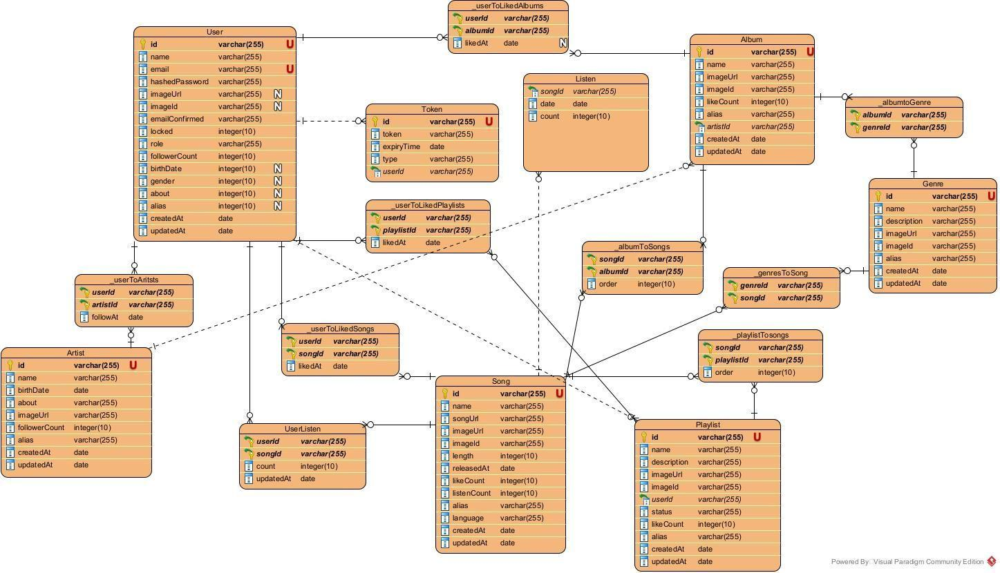 _userToLikedAlbums
userId varchar(255)
albumId varchar(255)
likedAt date N
User
id varchar(255) U
name varchar(255)
email varchar(255) U
hashedPassword varchar(255)
imageUrl varchar(255) N
imageId varchar(255) N
emailConfirmed varchar(255)
locked integer(10)
role varchar(255)
followerCount integer(10)
birthDate integer(10) N
gender integer(10) N
about integer(10) N
alias integer(10) N
createdAt date
updatedAt date
Album
id varchar(255) U
name varchar(255)
imageUrl varchar(255)
imageId varchar(255)
likeCount integer(10)
alias varchar(255)
artistId varchar(255)
createdAt date
updatedAt date
Listen
songId varchar(255)
date date
count integer(10)
Token
id varchar(255) U
token varchar(255)
expiryTime date
type varchar(255)
userId varchar(255)
_albumtoGenre
albumId varchar(255)
genreId varchar(255)
Genre
id varchar(255) U
name varchar(255)
description varchar(255)
imageUrl varchar(255)
imageId varchar(255)
alias varchar(255)
createdAt date
updatedAt date
_userToLikedPlaylists
userId varchar(255)
playlistId varchar(255)
likedAt date
_albumToSongs
songId varchar(255)
albumId varchar(255)
order integer(10)
_genresToSong
genreId varchar(255)
songId varchar(255)
_userToAritsts
userId varchar(255)
artistId varchar(255)
followAt date
_userToLikedSongs
userId varchar(255)
songId varchar(255)
likedAt date
_playlistTosongs
songId varchar(255)
playlistId varchar(255)
order integer(10)
Artist
id varchar(255) U
name varchar(255)
birthDate date
about varchar(255)
imageUrl varchar(255)
followerCount integer(10)
alias varchar(255)
createdAt date
updatedAt date
UserListen
userId varchar(255)
songId varchar(255)
count integer(10)
updatedAt date
Song
id varchar(255) U
name varchar(255)
songUrl varchar(255)
imageUrl varchar(255)
imageId varchar(255)
length integer(10)
releasedAt date
likeCount integer(10)
listenCount integer(10)
alias varchar(255)
language varchar(255)
createdAt date
updatedAt date
Playlist
id varchar(255) U
name varchar(255)
description varchar(255)
imageUrl varchar(255)
imageId varchar(255)
userId varchar(255)
status varchar(255)
likeCount integer(10)
alias varchar(255)
createdAt date
updatedAt date
Powered By Visual Paradigm Community Edition